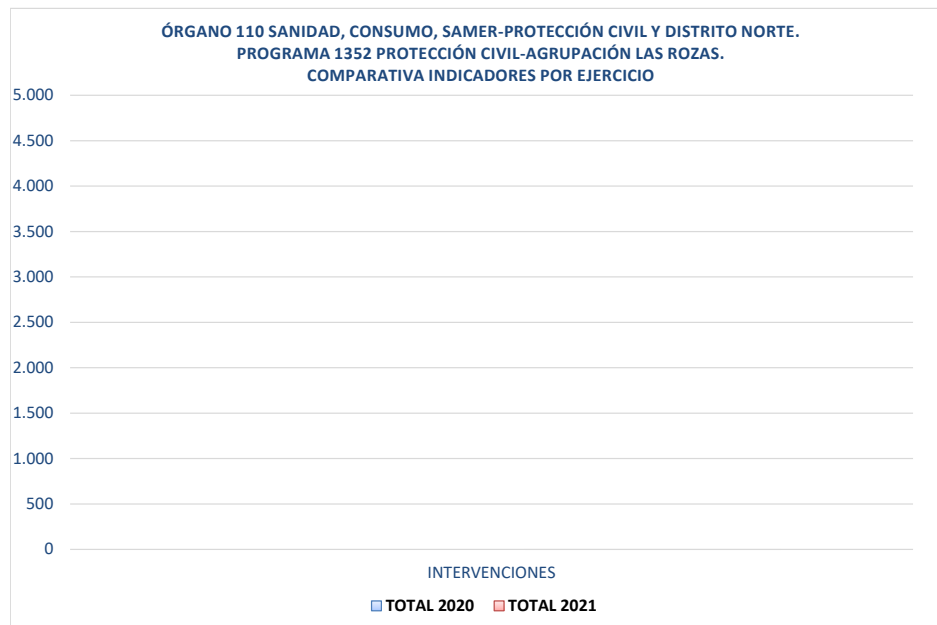 ÓRGANO 110 SANIDAD, CONSUMO, SAMER-PROTECCIÓN CIVIL Y DISTRITO NORTE.
PROGRAMA 1352 PROTECCIÓN CIVIL-AGRUPACIÓN LAS ROZAS.
COMPARATIVA INDICADORES POR EJERCICIO
5.000
4.500
4.000
3.500
3.000
2.500
2.000
1.500
1.000
500
0
INTERVENCIONES
TOTAL 2020 TOTAL 2021